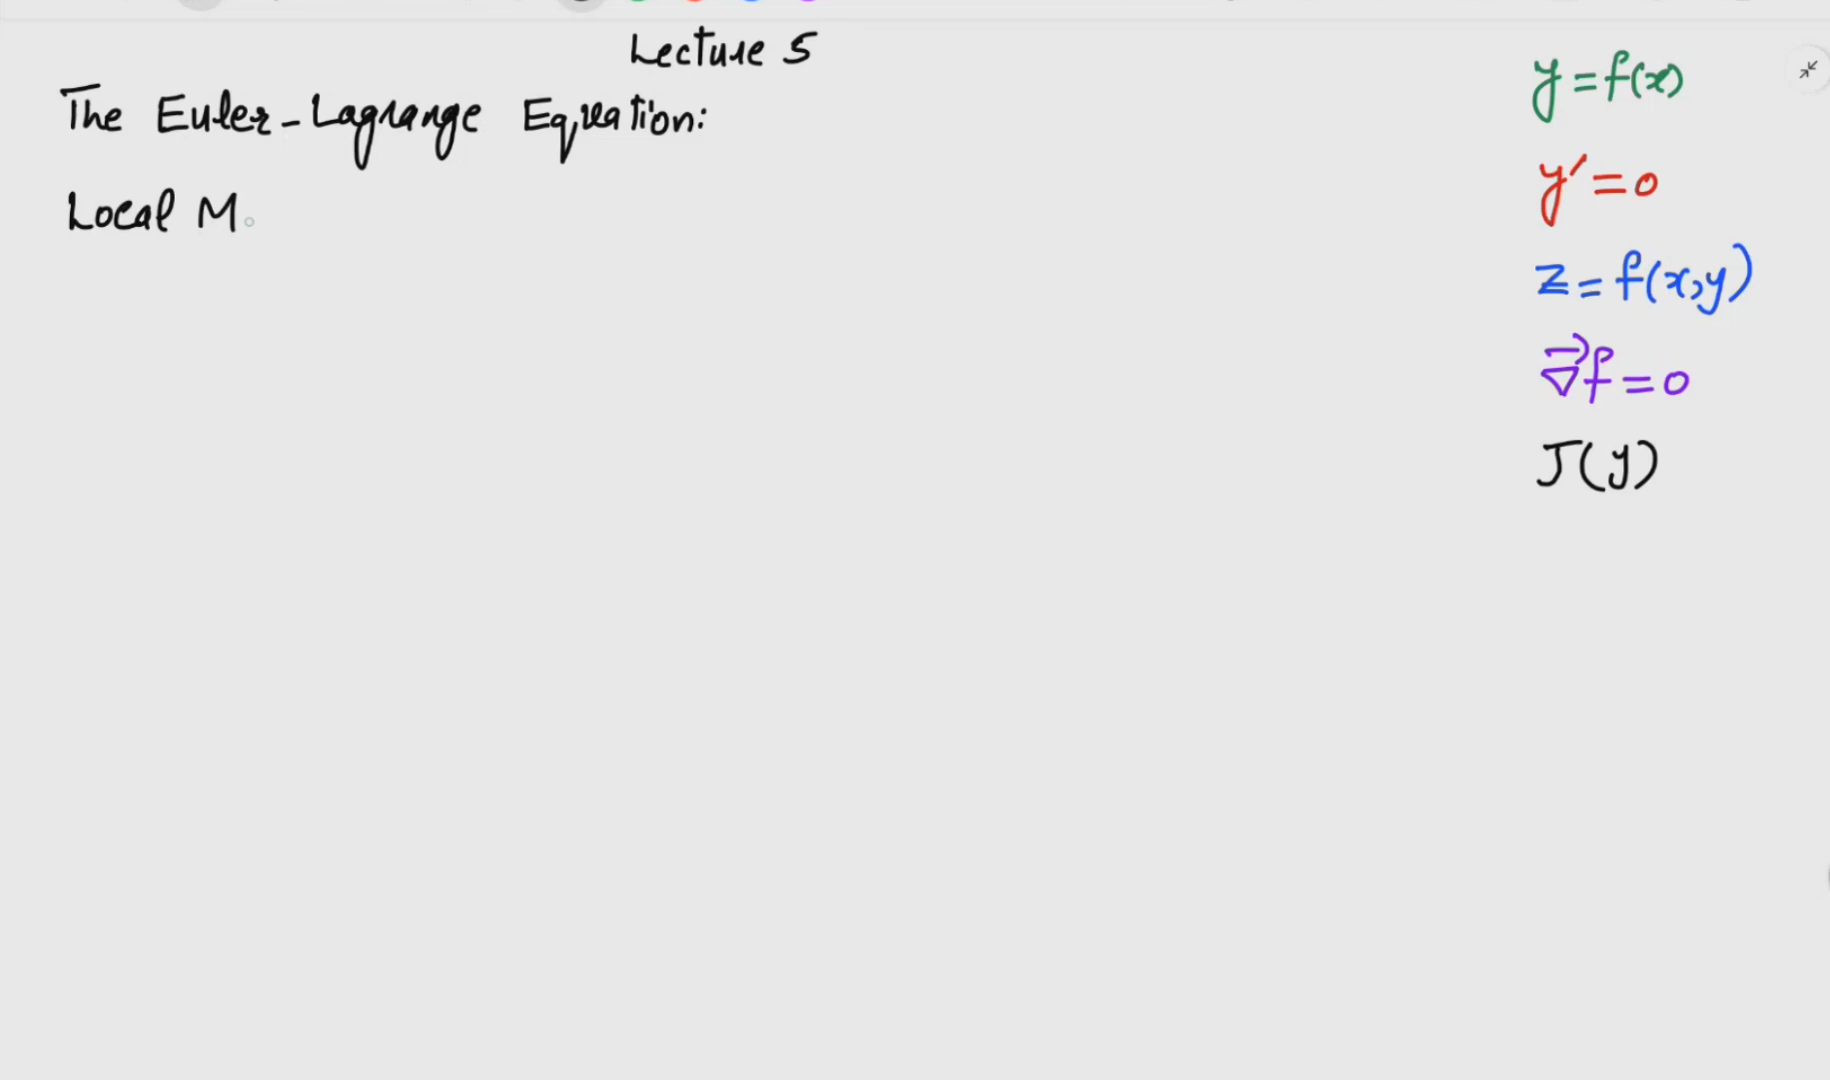 Lecture 5
The Euler-Lagrange Equation:
Local M
y = f(x)
y' = 0
z = f(x,y)
∇⃗f = 0
J(y)